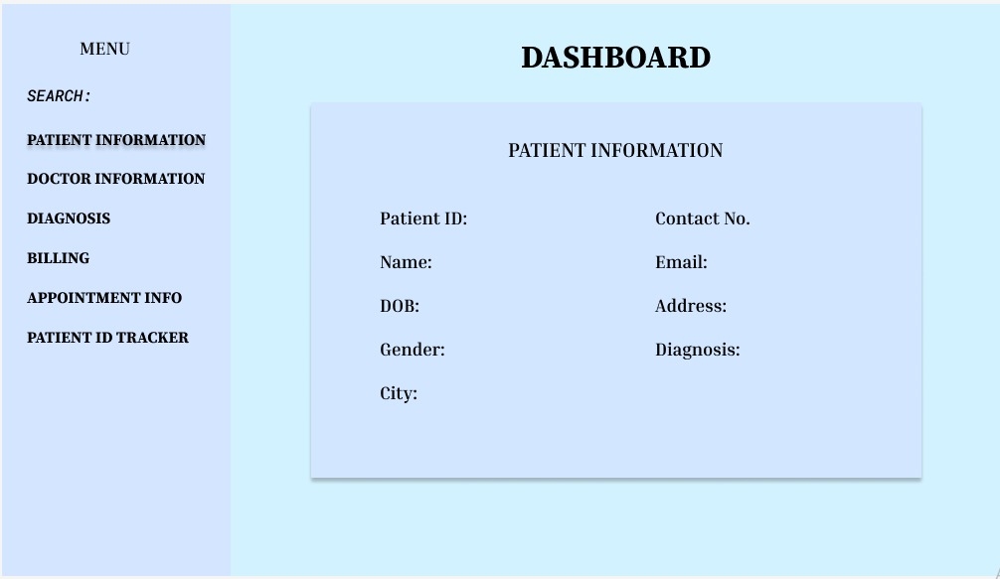 MENU
SEARCH:
PATIENT INFORMATION
DOCTOR INFORMATION
DIAGNOSIS
BILLING
APPOINTMENT INFO
PATIENT ID TRACKER
DASHBOARD
PATIENT INFORMATION
Patient ID:
Name:
DOB:
Gender:
City:
Contact No.
Email:
Address:
Diagnosis: